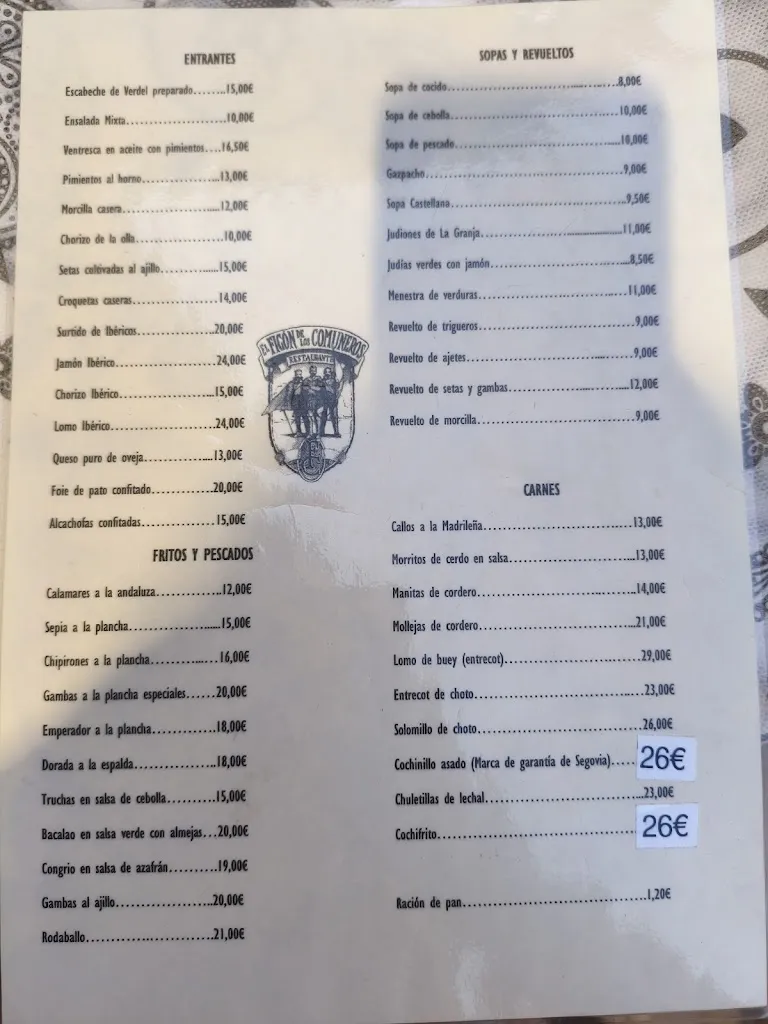 ENTRANTES
Escabeche de Verdel preparado........15,00€
Ensalada Mixta........................10,00€
Ventresca en aceite con pimientos....16,50€
Pimientos al horno...................13,00€
Morcilla casera.......................12,00€
Chorizo de la olla.....................10,00€
Setas cultivadas al ajillo..............15,00€
Croquetas caseras.....................14,00€
Surtido de Ibéricos...................20,00€
Jamón Ibérico........................24,00€
Chorizo Ibérico.......................15,00€
Lomo Ibérico.........................24,00€
Queso puro de oveja.................13,00€
Foie de pato confitado...............20,00€
Alcachofas confitadas..................15,00€
FRITOS Y PESCADOS
Calamares a la andaluza...............12,00€
Sepia a la plancha.....................15,00€
Chipirones a la plancha................16,00€
Gambas a la plancha especiales......20,00€
Emperador a la plancha..............18,00€
Dorada a la espalda..................18,00€
Truchas en salsa de cebolla..........15,00€
Bacalao en salsa verde con almejas...20,00€
Congrio en salsa de azafrán..........19,00€
Gambas al ajillo.....................20,00€
Rodaballo............................21,00€
EL FIGÓN DE LOS COMUNEROS
RESTAURANTE
SOPAS Y REVUELTOS
Sopa de cocido........................................8,00€
Sopa de cebolla......................................10,00€
Sopa de pescado.....................................10,00€
Gazpacho.............................................9,00€
Sopa Castellana.......................................9,50€
Judiones de La Granja..............................11,00€
Judías verdes con jamón.............................8,50€
Menestra de verduras................................11,00€
Revuelto de trigueros.................................9,00€
Revuelto de ajetes....................................9,00€
Revuelto de setas y gambas.........................12,00€
Revuelto de morcilla..................................9,00€
CARNES
Callos a la Madrileña................................13,00€
Morritos de cerdo en salsa...........................13,00€
Manitas de cordero...................................14,00€
Mollejas de cordero...................................21,00€
Lomo de buey (entrecot).............................29,00€
Entrecot de choto.....................................23,00€
Solomillo de choto....................................26,00€
Cochinillo asado (Marca de garantía de Segovia).....26€
Chuletillas de lechal...................................23,00€
Cochifrito..............................................26€
Ración de pan........................................1,20€